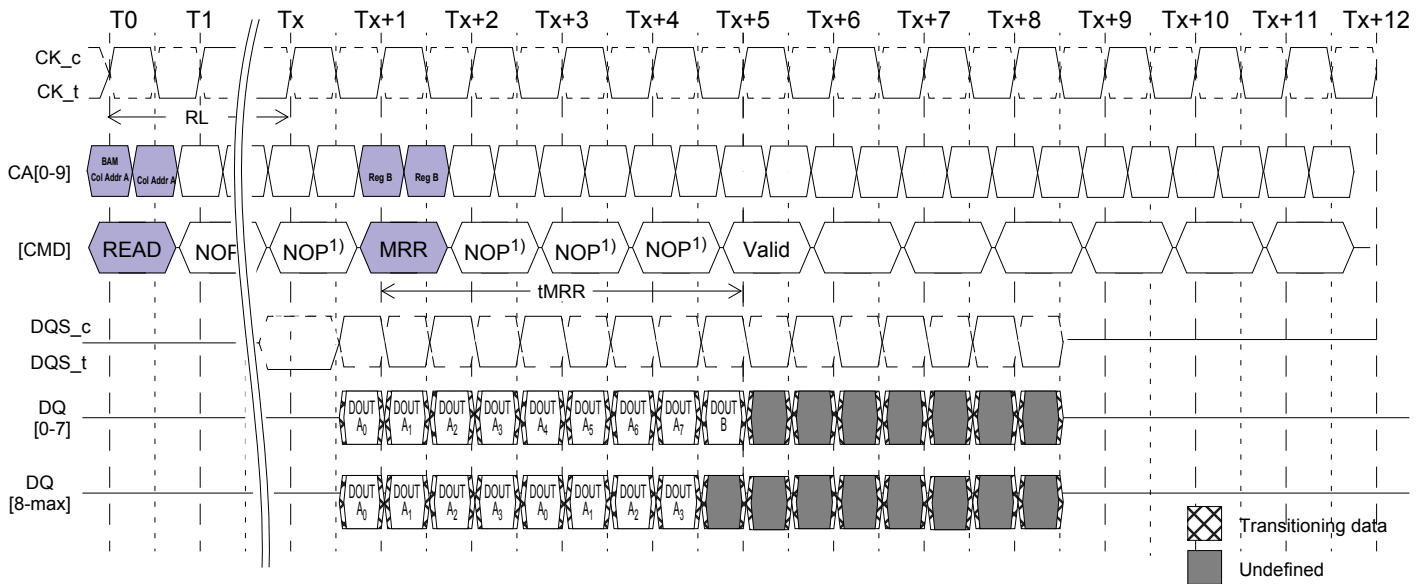 T0 T1 Tx Tx+1 Tx+2 Tx+3 Tx+4 Tx+5 Tx+6 Tx+7 Tx+8 Tx+9 Tx+10 Tx+11 Tx+12
CK_c
CK_t
RL
CA[0-9]
BAM
Col Addr A
Col Addr A
Reg B
Reg B
[CMD]
READ
NOP
NOP1)
MRR
NOP1)
NOP1)
NOP1)
Valid
tMRR
DQS_c
DQS_t
DQ
[0-7]
DOUT A0
DOUT A1
DOUT A2
DOUT A3
DOUT A4
DOUT A5
DOUT A6
DOUT A7
DOUT B
DQ
[8-max]
DOUT A0
DOUT A1
DOUT A2
DOUT A3
DOUT A0
DOUT A1
DOUT A2
DOUT A3
Transitioning data
Undefined